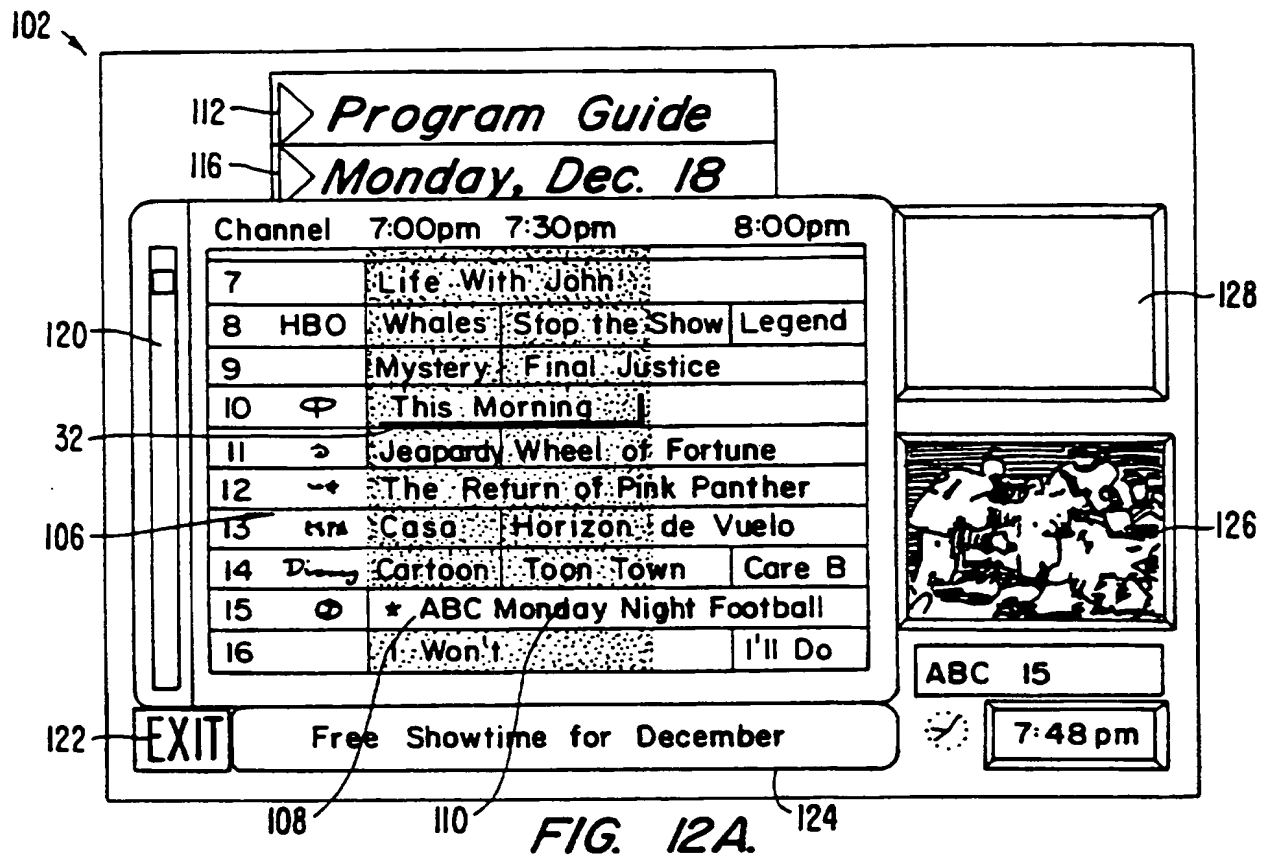 102
112 Program Guide
116 Monday, Dec. 18
Channel 7:00pm 7:30pm 8:00pm
7 Life With John
8 HBO Whales Stop the Show Legend
128
120
9 Mystery Final Justice
10 This Morning
32
11 Jeapardy Wheel of Fortune
12 The Return of Pink Panther
13 Casa Horizon de Vuelo
106
126
14 Disney Cartoon Toon Town Care B
15 * ABC Monday Night Football
16 I Won't I'll Do
ABC 15
122 EXIT Free Showtime for December 7:48pm
108 110 124
FIG. 12A.